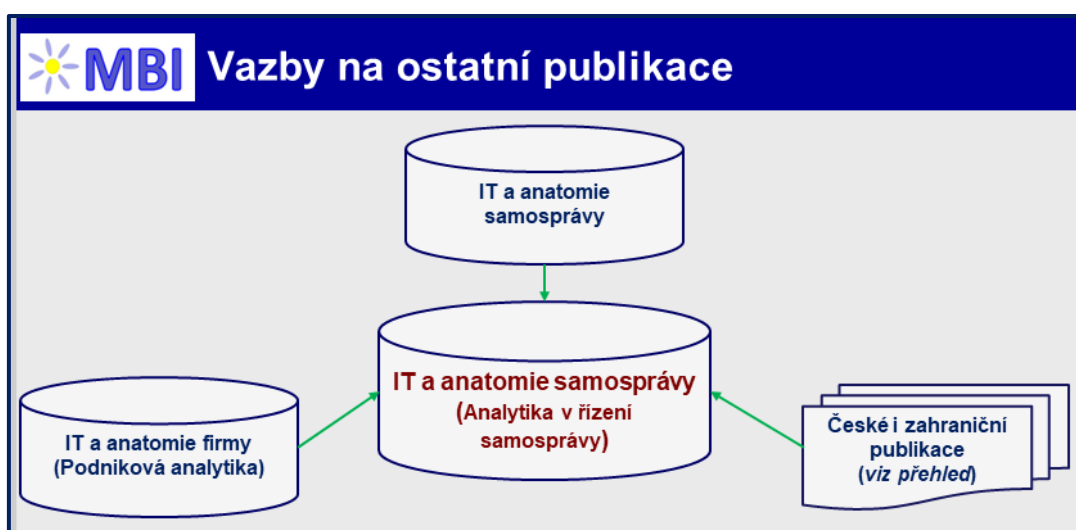 MBI Vazby na ostatní publikace
IT a anatomie
samosprávy
IT a anatomie samosprávy
(Analytika v řízení
samosprávy)
IT a anatomie firmy
(Podniková analytika)
České i zahraniční
publikace
(viz přehled)